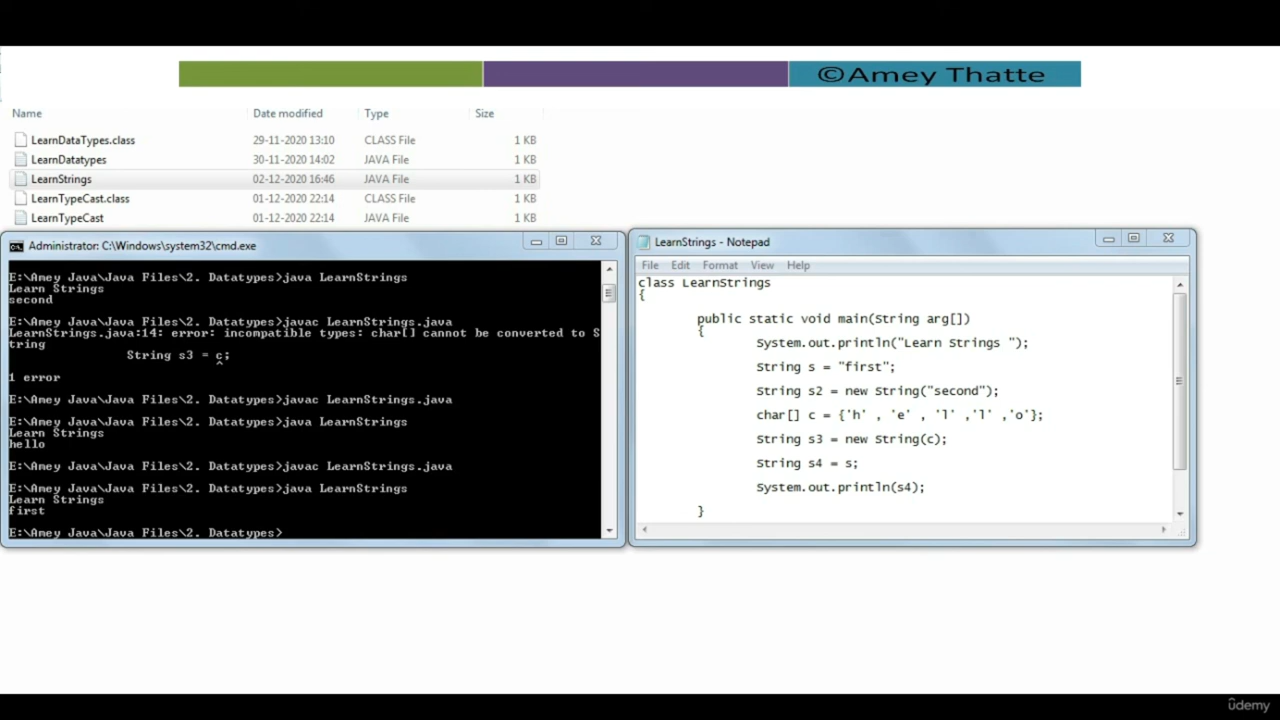 ©Amey Thatte
Name Date modified Type Size
LearnDataTypes.class 29-11-2020 13:10 CLASS File 1 KB
LearnDatatypes 30-11-2020 14:02 JAVA File 1 KB
LearnStrings 02-12-2020 16:46 JAVA File 1 KB
LearnTypeCast.class 01-12-2020 22:14 CLASS File 1 KB
LearnTypeCast 01-12-2020 22:14 JAVA File 1 KB
Administrator: C:\Windows\system32\cmd.exe
E:\Amey Java\Java Files\2. Datatypes>java LearnStrings
Learn Strings
second
E:\Amey Java\Java Files\2. Datatypes>javac LearnStrings.java
LearnStrings.java:14: error: incompatible types: char[] cannot be converted to S
tring
String s3 = c;
^
1 error
E:\Amey Java\Java Files\2. Datatypes>javac LearnStrings.java
E:\Amey Java\Java Files\2. Datatypes>java LearnStrings
Learn Strings
hello
E:\Amey Java\Java Files\2. Datatypes>javac LearnStrings.java
E:\Amey Java\Java Files\2. Datatypes>java LearnStrings
Learn Strings
first
E:\Amey Java\Java Files\2. Datatypes>
LearnStrings - Notepad
File Edit Format View Help
class LearnStrings
{
public static void main(String arg[])
{
System.out.println("Learn Strings ");
String s = "first";
String s2 = new String("second");
char[] c = {'h' , 'e' , 'l' ,'l' ,'o'};
String s3 = new String(c);
String s4 = s;
System.out.println(s4);
}
ûdemy